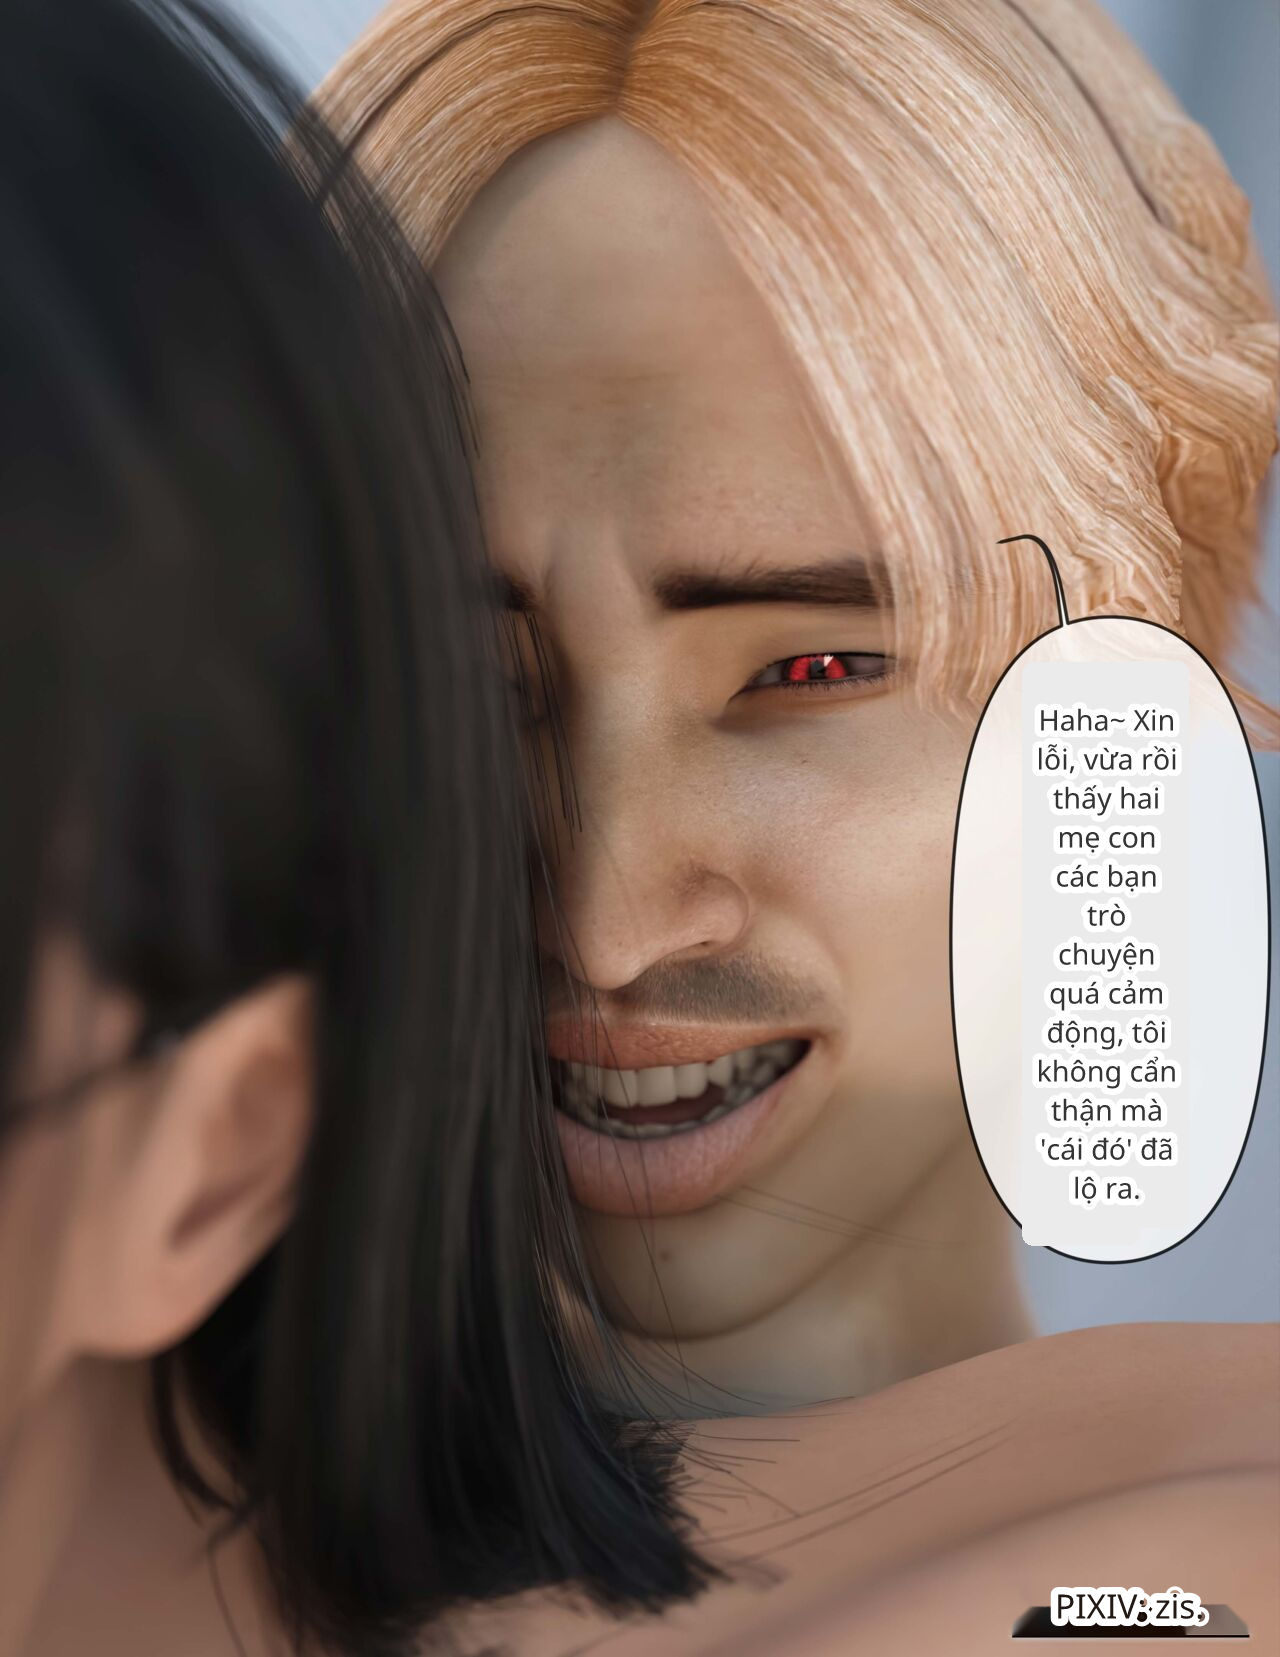 Haha~ Xin
lỗi, vừa rồi
thấy hai
mẹ con
các bạn
trò
chuyện
quá cảm
động, tôi
không cẩn
thận mà
'cái đó' đã
lộ ra.
PIXIV: zis.